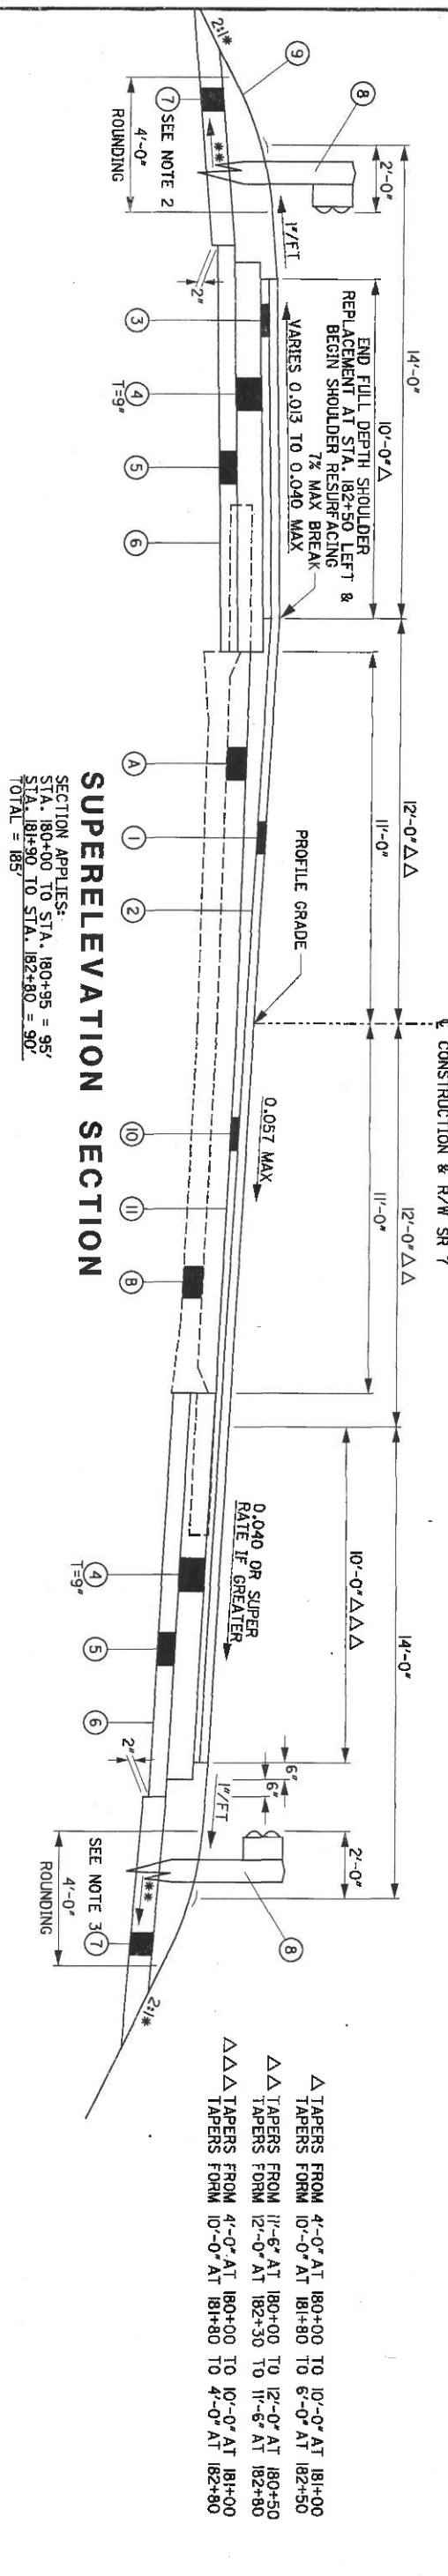 ℄ CONSTRUCTION & R/W SR 7
14'-0"
12'-0" △△
12'-0" △△
14'-0"
2'-0"
10'-0" △
11'-0"
11'-0"
10'-0" △△△
2'-0"
END FULL DEPTH SHOULDER
REPLACEMENT AT STA. 182+50 LEFT &
BEGIN SHOULDER RESURFACING
7% MAX BREAK
VARIES 0.013 TO 0.040 MAX
1"/FT
PROFILE GRADE
0.057 MAX
0.040 OR SUPER
RATE IF GREATER
6"
6"
1"/FT
2:1*
9
8
8
7 SEE NOTE 2
4'-0"
ROUNDING
**
2"
3
4
T=9"
5
6
A
1
2
10
11
B
4
T=9"
5
6
2"
SEE NOTE 3 7
4'-0"
ROUNDING
**
2:1*
SUPERELEVATION SECTION
SECTION APPLIES:
STA. 180+00 TO STA. 180+95 = 95'
STA. 181+90 TO STA. 182+80 = 90'
TOTAL = 185'
△ TAPERS FROM 4'-0" AT 180+00 TO 10'-0" AT 181+00
TAPERS FORM 10'-0" AT 181+80 TO 6'-0" AT 182+50
△△ TAPERS FROM 11'-6" AT 180+00 TO 12'-0" AT 180+50
TAPERS FORM 12'-0" AT 182+30 TO 11'-6" AT 182+80
△△△ TAPERS FROM 4'-0" AT 180+00 TO 10'-0" AT 181+00
TAPERS FORM 10'-0" AT 181+80 TO 4'-0" AT 182+80